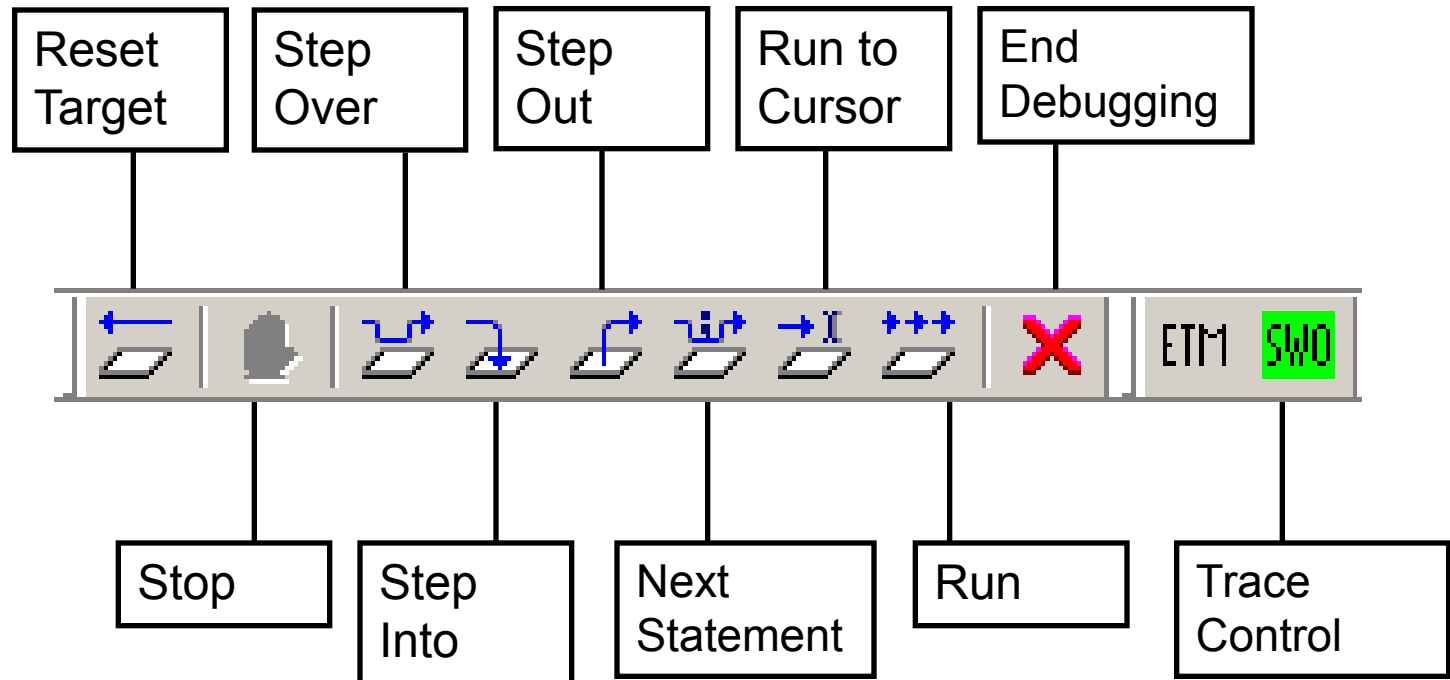 Reset
Target
Step
Over
Step
Out
Run to
Cursor
End
Debugging
ETM SWO
Stop
Step
Into
Next
Statement
Run
Trace
Control